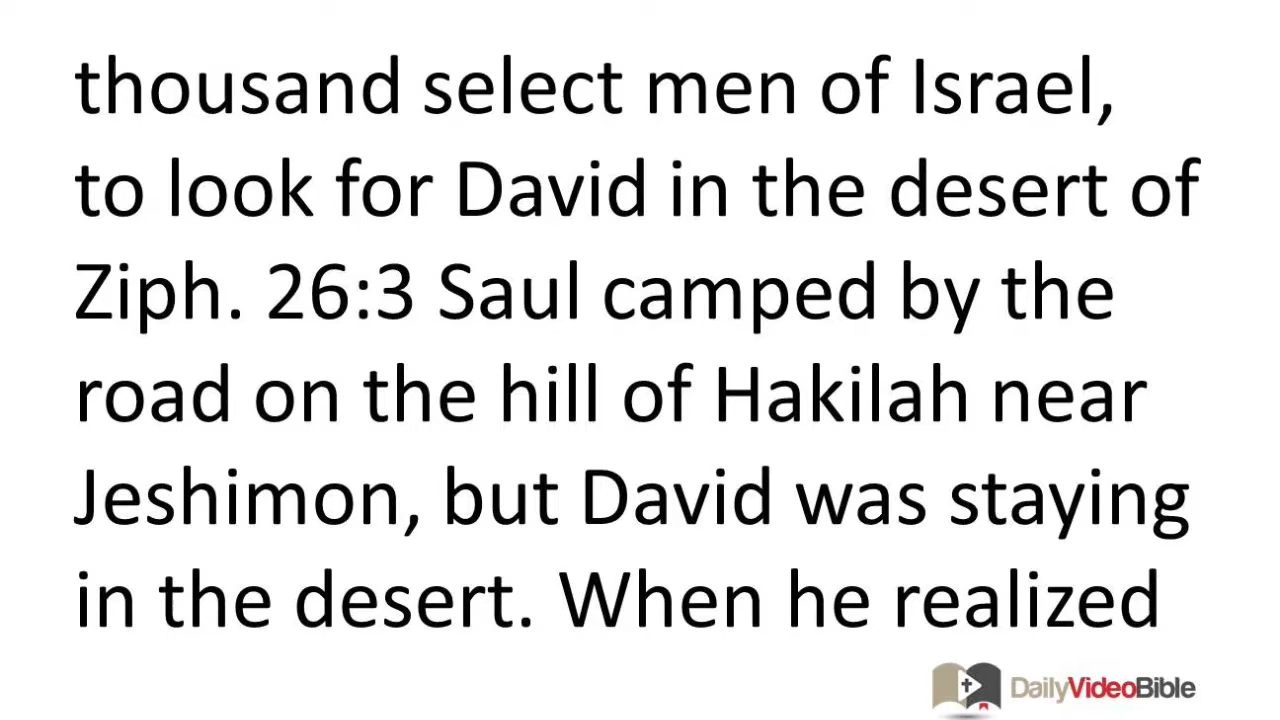 thousand select men of Israel,
to look for David in the desert of
Ziph. 26:3 Saul camped by the
road on the hill of Hakilah near
Jeshimon, but David was staying
in the desert. When he realized
DailyVideoBible